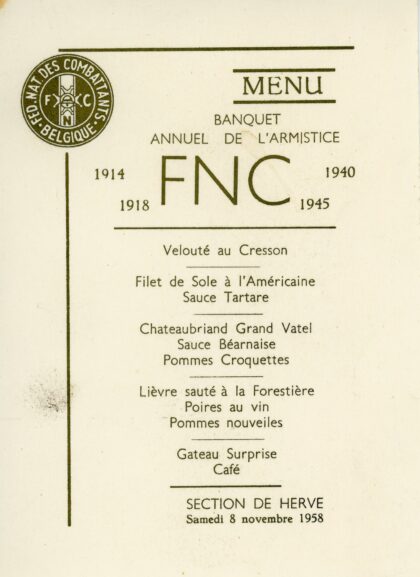 FED. NAT DES COMBATTANTS.
F N C
BELGIQUE
MENU
BANQUET
ANNUEL DE L'ARMISTICE
1914 FNC 1940
1918 1945
Velouté au Cresson
Filet de Sole à l'Américaine
Sauce Tartare
Chateaubriand Grand Vatel
Sauce Béarnaise
Pommes Croquettes
Lièvre sauté à la Forestière
Poires au vin
Pommes nouvelles
Gateau Surprise
Café
SECTION DE HERVE
Samedi 8 novembre 1958